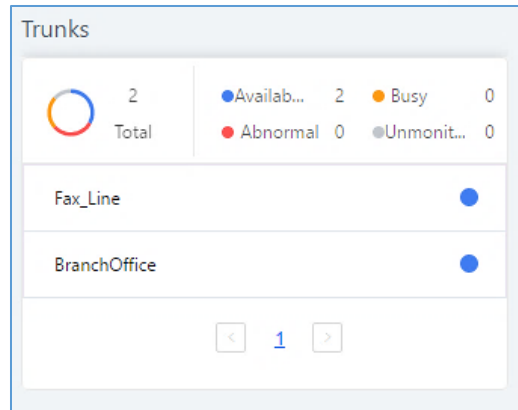 Trunks
2 Total
Availab... 2 Busy 0
Abnormal 0 Unmonit... 0
Fax_Line
BranchOffice
< 1 >